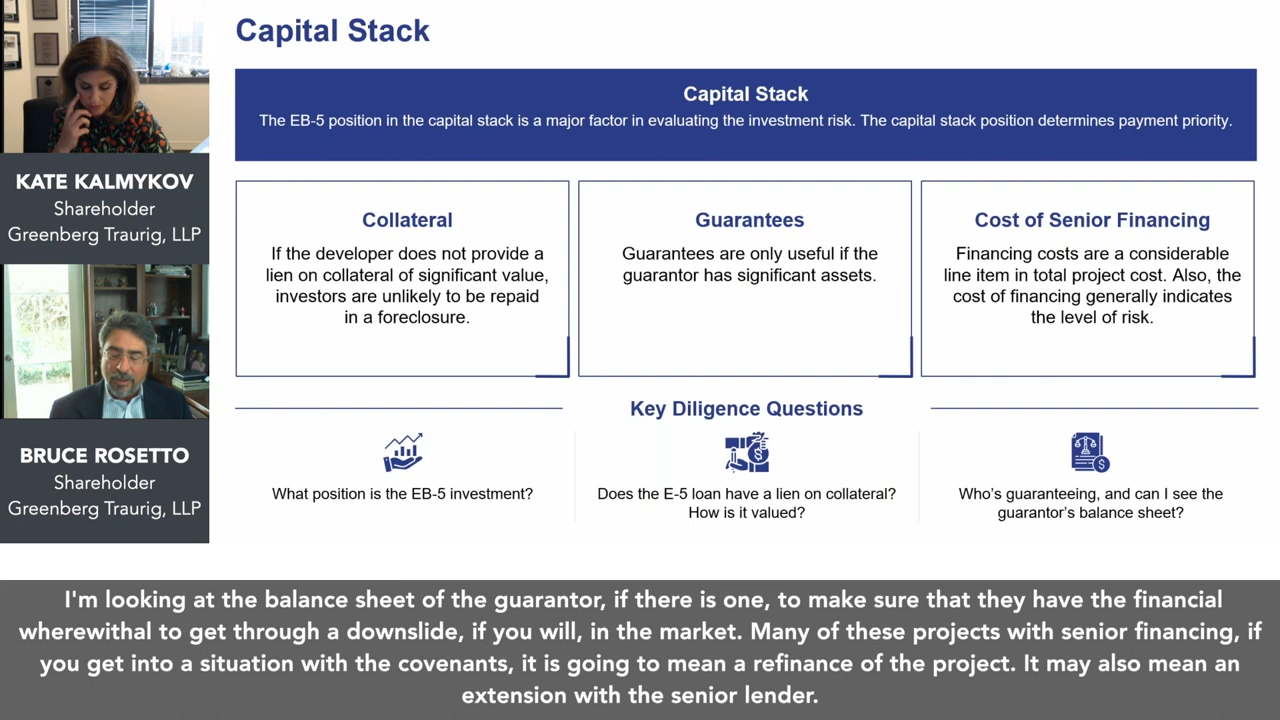 Capital Stack
Capital Stack
The EB-5 position in the capital stack is a major factor in evaluating the investment risk. The capital stack position determines payment priority.
KATE KALMYKOV
Shareholder
Greenberg Traurig, LLP
BRUCE ROSETTO
Shareholder
Greenberg Traurig, LLP
Collateral
If the developer does not provide a
lien on collateral of significant value,
investors are unlikely to be repaid
in a foreclosure.
Guarantees
Guarantees are only useful if the
guarantor has significant assets.
Cost of Senior Financing
Financing costs are a considerable
line item in total project cost. Also, the
cost of financing generally indicates
the level of risk.
Key Diligence Questions
What position is the EB-5 investment?
Does the E-5 loan have a lien on collateral?
How is it valued?
Who's guaranteeing, and can I see the
guarantor's balance sheet?
I'm looking at the balance sheet of the guarantor, if there is one, to make sure that they have the financial
wherewithal to get through a downslide, if you will, in the market. Many of these projects with senior financing, if
you get into a situation with the covenants, it is going to mean a refinance of the project. It may also mean an
extension with the senior lender.